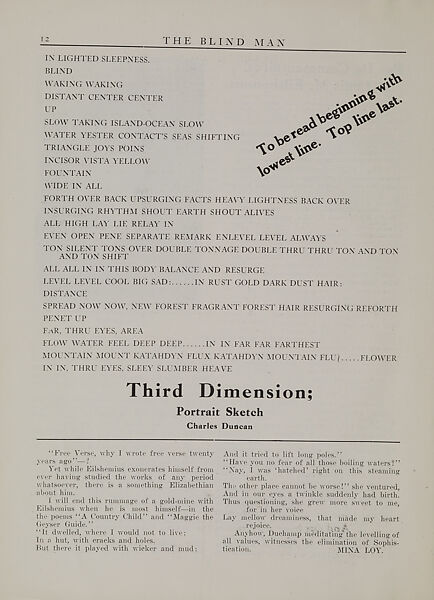 12
THE BLIND MAN
IN LIGHTED SLEEPNESS.
BLIND
WAKING WAKING
DISTANT CENTER CENTER
UP
SLOW TAKING ISLAND-OCEAN SLOW
WATER YESTER CONTACT'S SEAS SHIFTING
TRIANGLE JOYS POINS
INCISOR VISTA YELLOW
FOUNTAIN
WIDE IN ALL
To be read beginning with
lowest line. Top line last.
FORTH OVER BACK UPSURGING FACTS HEAVY LIGHTNESS BACK OVER
INSURGING RHYTHM SHOUT EARTH SHOUT ALIVES
ALL HIGH LAY LIE RELAY IN
EVEN OPEN PENE SEPARATE REMARK ENLEVEL LEVEL ALWAYS
TON SILENT TONS OVER DOUBLE TONNAGE DOUBLE THRU THRU TON AND TON
AND TON SHIFT
ALL ALL IN IN THIS BODY BALANCE AND RESURGE
LEVEL LEVEL COOL BIG SAD:......IN RUST GOLD DARK DUST HAIR:
DISTANCE
SPREAD NOW NOW, NEW FOREST FRAGRANT FOREST HAIR RESURGING REFORTH
PENET UP
FAR, THRU EYES, AREA
FLOW WATER FEEL DEEP DEEP......IN IN FAR FAR FARTHEST
MOUNTAIN MOUNT KATAHDYN FLUX KATAHDYN MOUNTAIN FLU/.....FLOWER
IN IN, THRU EYES, SLEEY SLUMBER HEAVE
Third Dimension;
Portrait Sketch
Charles Duncan
"Free Verse, why I wrote free verse twenty
years ago"—!
Yet while Eilshemius exonerates himself from
ever having studied the works of any period
whatsoever, there is a something Elizabethian
about him.
I will end this rummage of a gold-mine with
Eilshemius when he is most himself—in the
the poems "A Country Child" and "Maggie the
Geyser Guide."
"It dwelled, where I would not to live;
In a hut, with cracks and holes.
But there it played with wicker and mud;
And it tried to lift long poles."
"Have you no fear of all those boiling waters?"
"Nay, I was 'hatched' right on this steaming
earth.
The other place cannot be worse!" she ventured,
And in our eyes a twinkle suddenly had birth.
Thus questioning, she grew more sweet to me,
for in her voice
Lay mellow dreaminess, that made my heart
rejoice.
Anyhow, Duchamp meditating the levelling of
all values, witnesses the elimination of Sophis-
tication. MINA LOY.